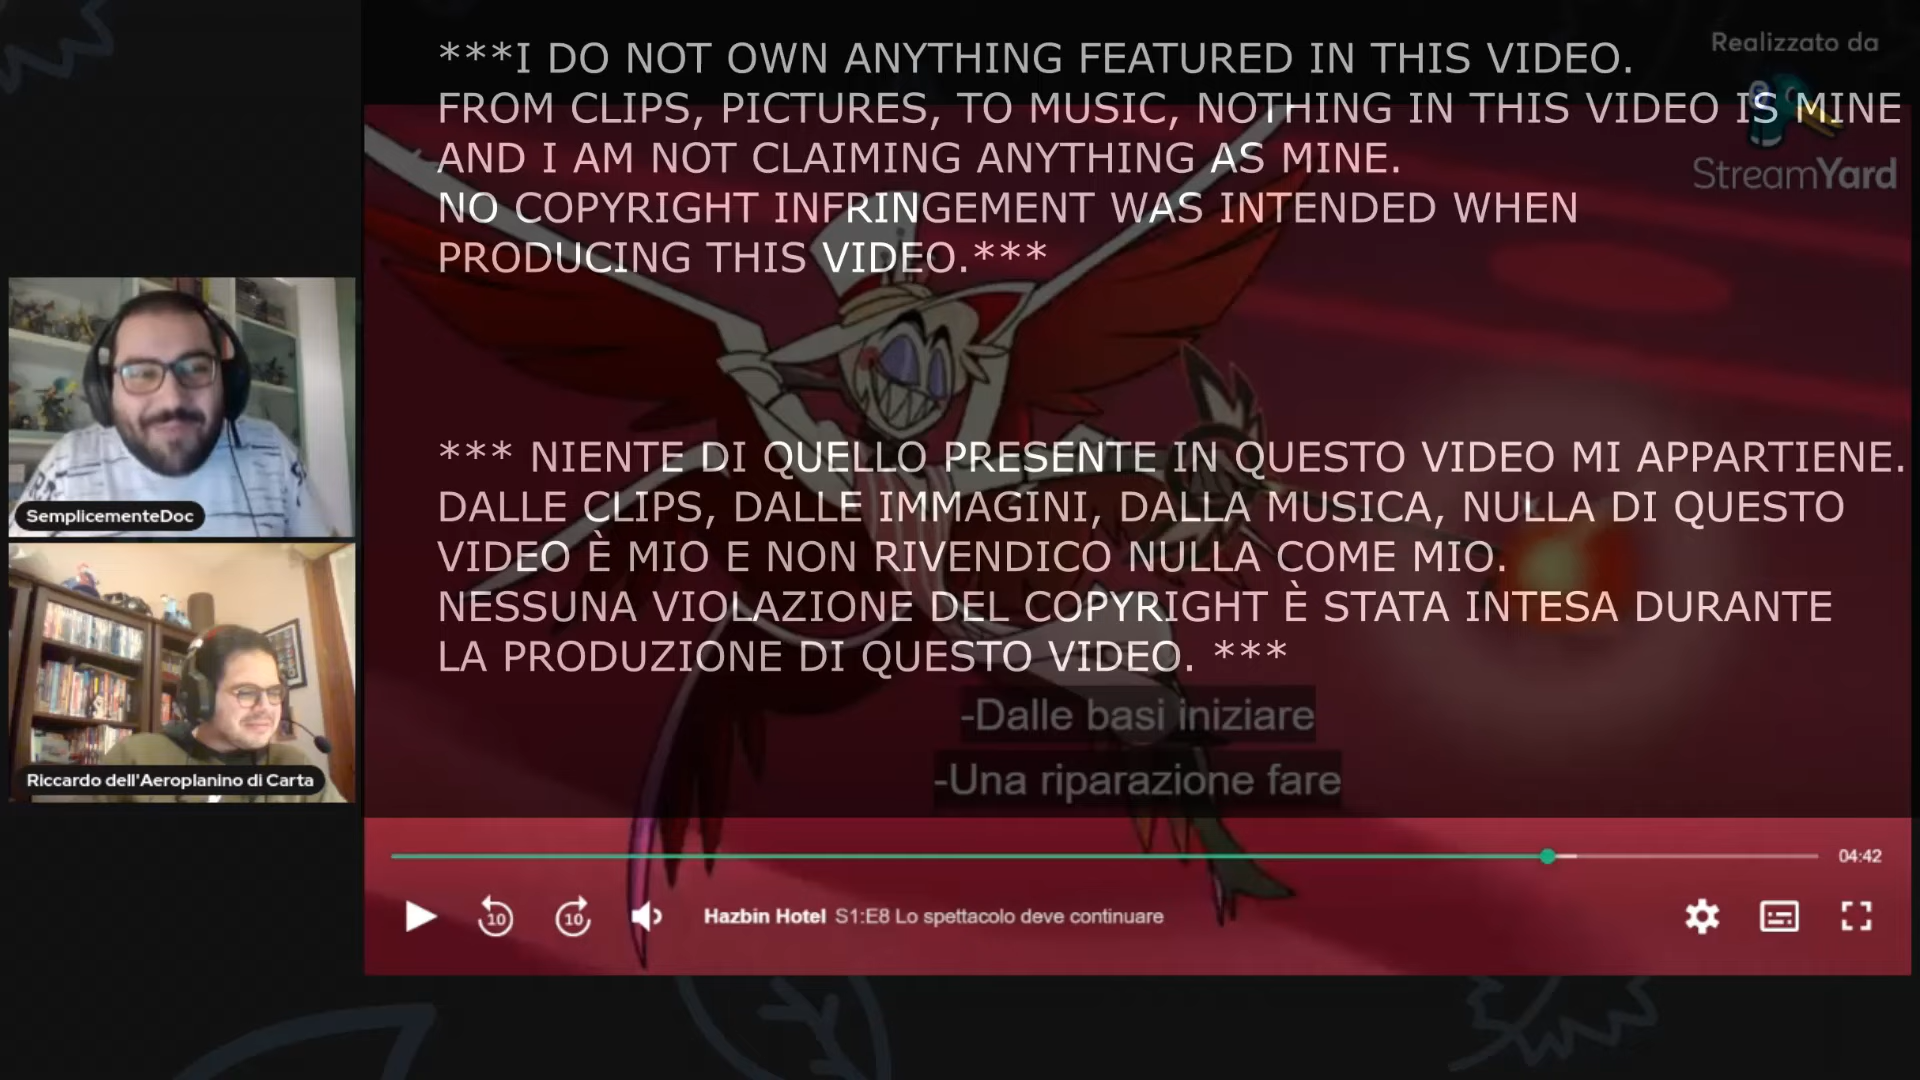 ***I DO NOT OWN ANYTHING FEATURED IN THIS VIDEO.
FROM CLIPS, PICTURES, TO MUSIC, NOTHING IN THIS VIDEO IS MINE
AND I AM NOT CLAIMING ANYTHING AS MINE.
NO COPYRIGHT INFRINGEMENT WAS INTENDED WHEN
PRODUCING THIS VIDEO.***
Realizzato da
StreamYard
*** NIENTE DI QUELLO PRESENTE IN QUESTO VIDEO MI APPARTIENE.
DALLE CLIPS, DALLE IMMAGINI, DALLA MUSICA, NULLA DI QUESTO
VIDEO È MIO E NON RIVENDICO NULLA COME MIO.
NESSUNA VIOLAZIONE DEL COPYRIGHT È STATA INTESA DURANTE
LA PRODUZIONE DI QUESTO VIDEO. ***
SemplicementeDoc
Riccardo dell'Aeroplanino di Carta
-Dalle basi iniziare
-Una riparazione fare
04:42
10
10
Hazbin Hotel S1:E8 Lo spettacolo deve continuare